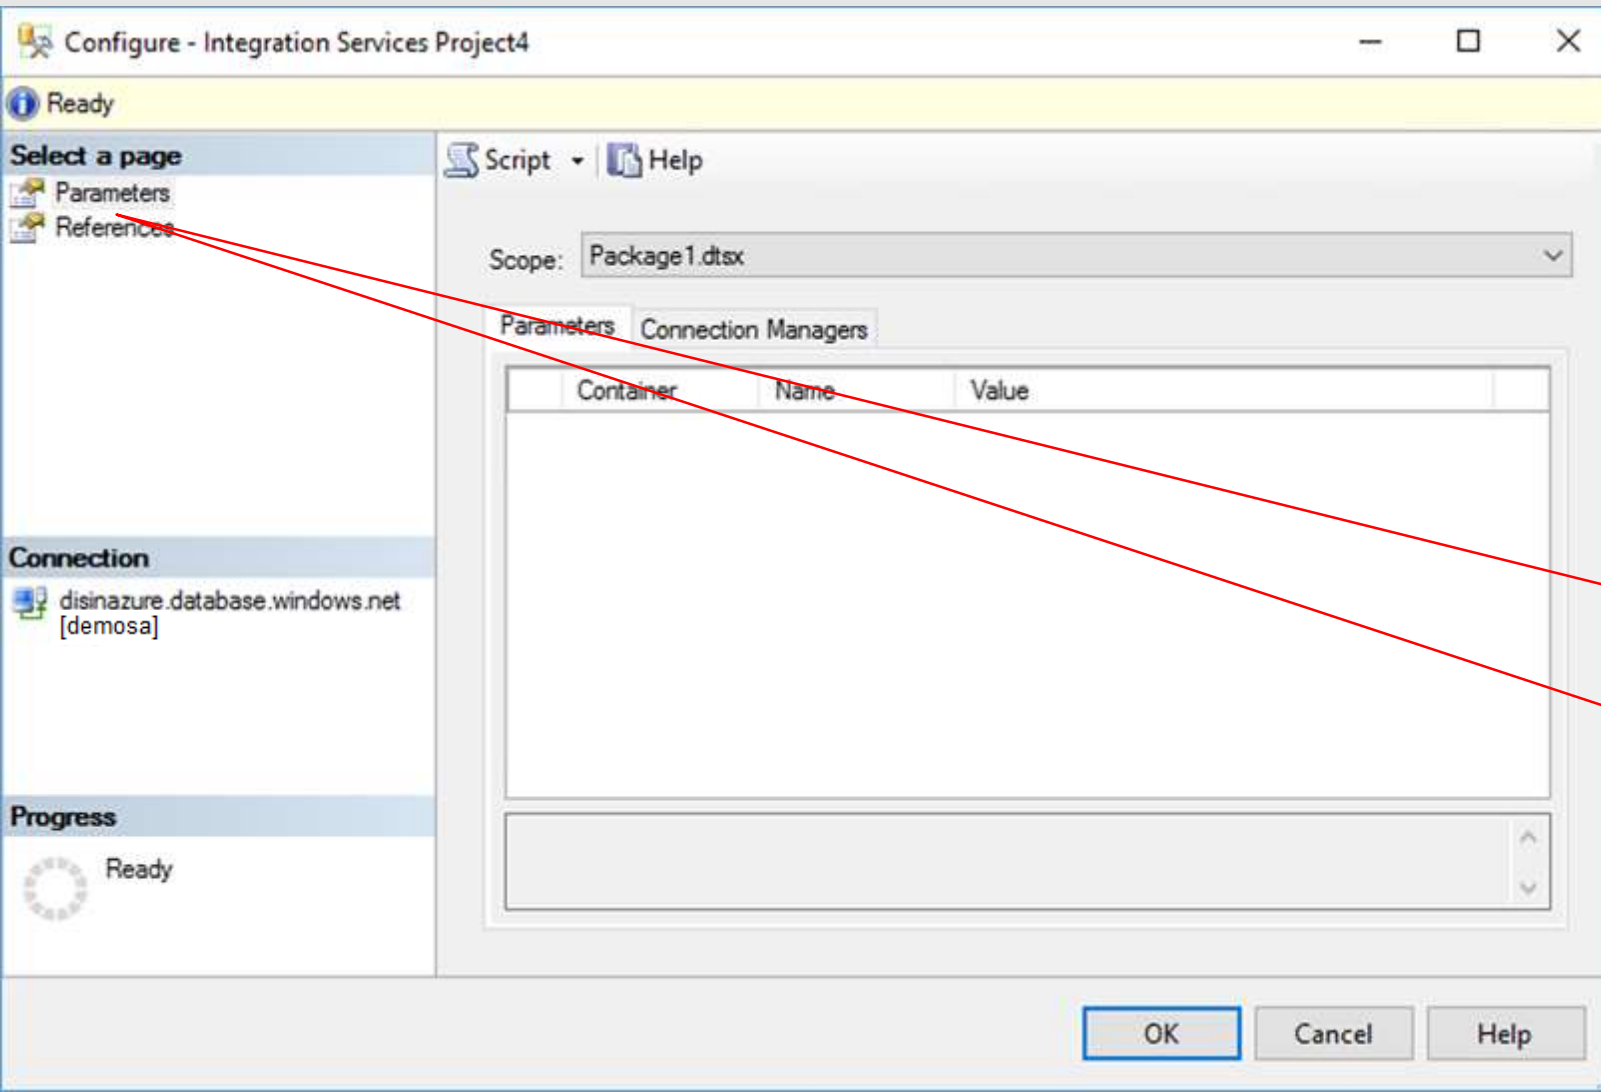 Configure - Integration Services Project4
Ready
Select a page
Parameters
References
Script
Help
Scope:
Package1.dtsx
Parameters
Connection Managers
Container
Name
Value
Connection
disinazure.database.windows.net
[demosa]
Progress
Ready
OK
Cancel
Help